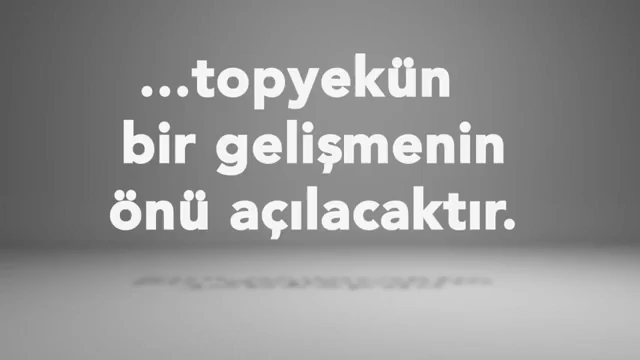 ...topyekün
bir gelişmenin
önü açılacaktır.